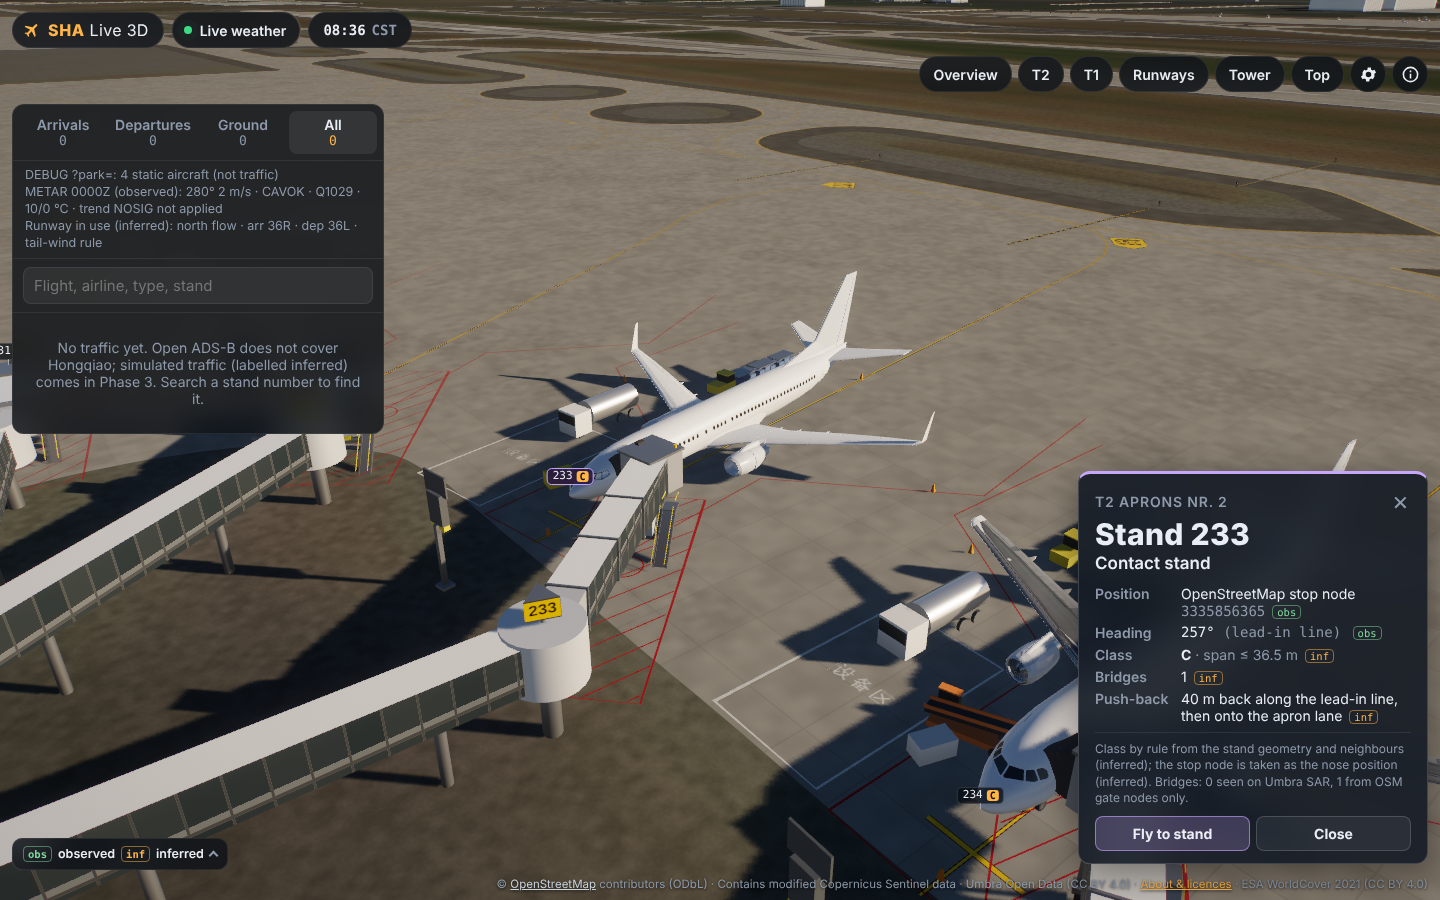 SHA Live 3D
Live weather
08:36 CST
Overview
T2
T1
Runways
Tower
Top
Arrivals
0
Departures
0
Ground
0
All
0
DEBUG ?park=: 4 static aircraft (not traffic)
METAR 0000Z (observed): 280° 2 m/s · CAVOK · Q1029 ·
10/0 °C · trend NOSIG not applied
Runway in use (inferred): north flow · arr 36R · dep 36L ·
tail-wind rule
Flight, airline, type, stand
No traffic yet. Open ADS-B does not cover
Hongqiao; simulated traffic (labelled inferred)
comes in Phase 3. Search a stand number to find
it.
233 C
233
设备区
234 C
T2 APRONS NR. 2
Stand 233
Contact stand
Position OpenStreetMap stop node
3335856365 obs
Heading 257° (lead-in line) obs
Class C · span ≤ 36.5 m inf
Bridges 1 inf
Push-back 40 m back along the lead-in line,
then onto the apron lane inf
Class by rule from the stand geometry and neighbours
(inferred); the stop node is taken as the nose position
(inferred). Bridges: 0 seen on Umbra SAR, 1 from OSM
gate nodes only.
Fly to stand
Close
obs observed inf inferred
© OpenStreetMap contributors (ODbL) · Contains modified Copernicus Sentinel data · Umbra Open Data (CC BY 4.0) · About & licences · ESA WorldCover 2021 (CC BY 4.0)